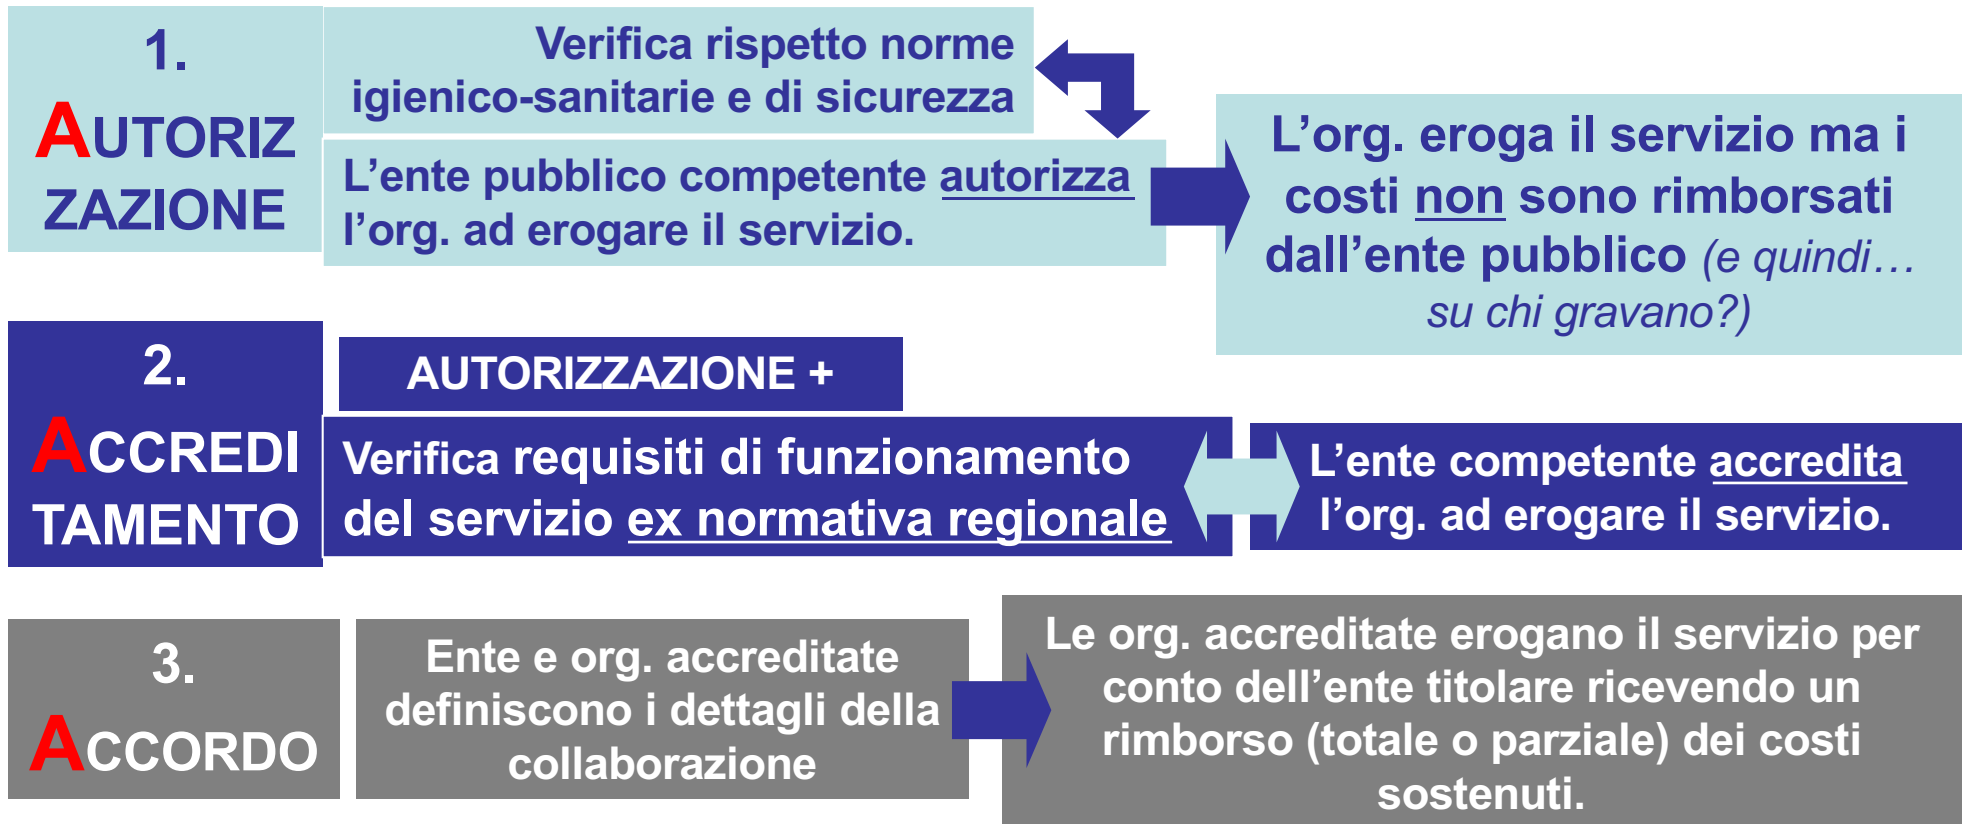 1.
AUTORIZ
ZAZIONE
Verifica rispetto norme
igienico-sanitarie e di sicurezza
L’ente pubblico competente autorizza
l’org. ad erogare il servizio.
L’org. eroga il servizio ma i
costi non sono rimborsati
dall’ente pubblico (e quindi…
su chi gravano?)
2.
ACCREDI
TAMENTO
AUTORIZZAZIONE +
Verifica requisiti di funzionamento
del servizio ex normativa regionale
L’ente competente accredita
l’org. ad erogare il servizio.
3.
ACCORDO
Ente e org. accreditate
definiscono i dettagli della
collaborazione
Le org. accreditate erogano il servizio per
conto dell’ente titolare ricevendo un
rimborso (totale o parziale) dei costi
sostenuti.